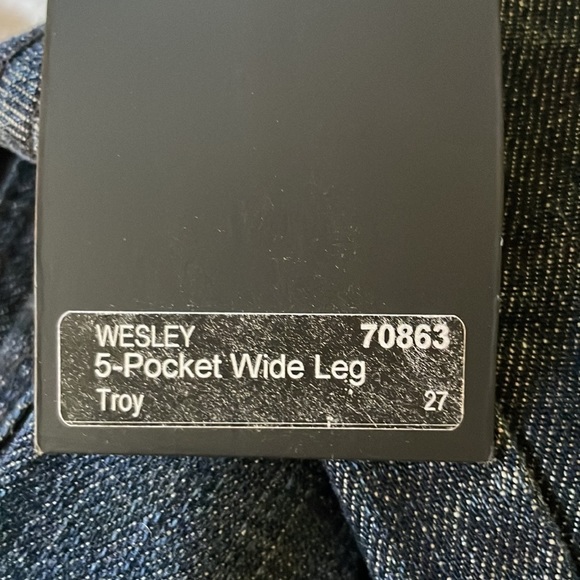 WESLEY 70863
5-Pocket Wide Leg
Troy 27